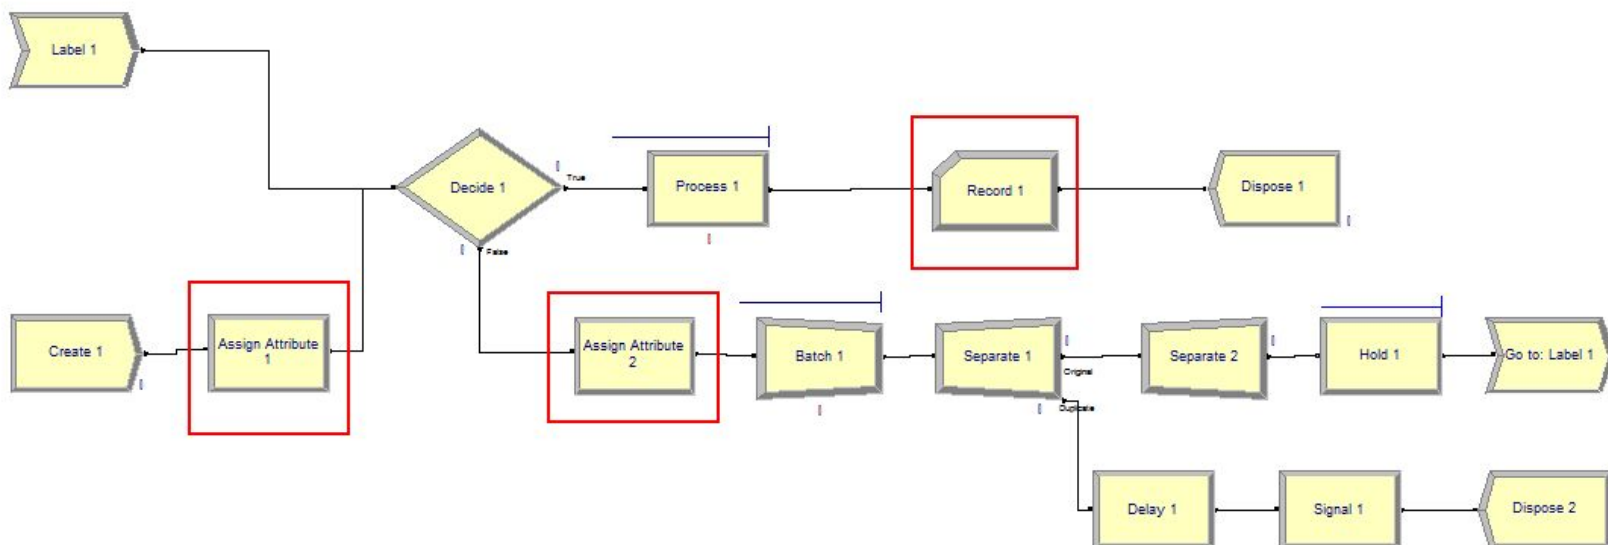 Label 1
Decide 1
True
False
Process 1
Record 1
Dispose 1
Create 1
Assign Attribute
1
Assign Attribute
2
Batch 1
Separate 1
Original
Duplicate
Separate 2
Hold 1
Go to: Label 1
Delay 1
Signal 1
Dispose 2